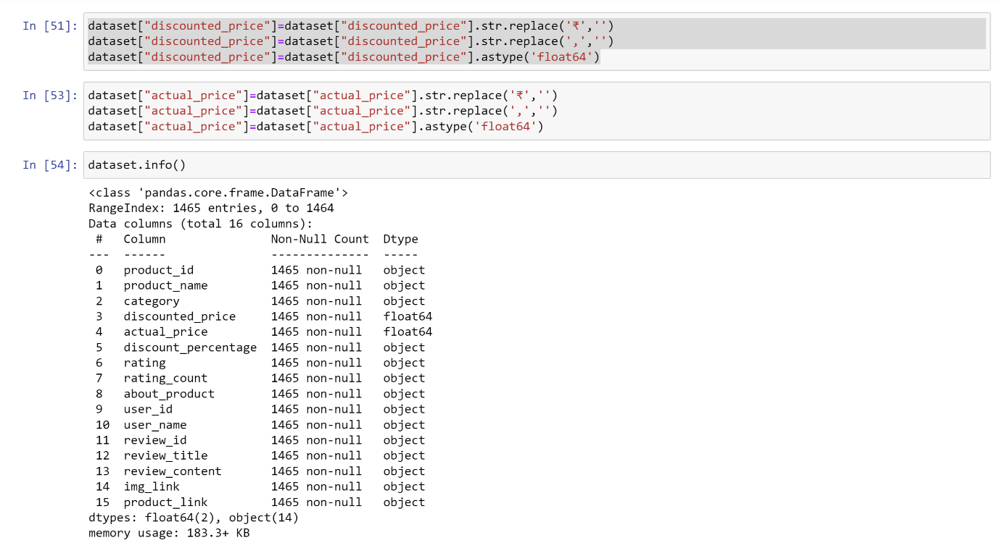 In [51]: dataset["discounted_price"]=dataset["discounted_price"].str.replace('₹','')
dataset["discounted_price"]=dataset["discounted_price"].str.replace(',','')
dataset["discounted_price"]=dataset["discounted_price"].astype('float64')
In [53]: dataset["actual_price"]=dataset["actual_price"].str.replace('₹','')
dataset["actual_price"]=dataset["actual_price"].str.replace(',','')
dataset["actual_price"]=dataset["actual_price"].astype('float64')
In [54]: dataset.info()
<class 'pandas.core.frame.DataFrame'>
RangeIndex: 1465 entries, 0 to 1464
Data columns (total 16 columns):
 #   Column               Non-Null Count  Dtype
---  ------               --------------  -----
 0   product_id           1465 non-null   object
 1   product_name         1465 non-null   object
 2   category             1465 non-null   object
 3   discounted_price     1465 non-null   float64
 4   actual_price         1465 non-null   float64
 5   discount_percentage  1465 non-null   object
 6   rating               1465 non-null   object
 7   rating_count         1465 non-null   object
 8   about_product        1465 non-null   object
 9   user_id              1465 non-null   object
 10  user_name            1465 non-null   object
 11  review_id            1465 non-null   object
 12  review_title         1465 non-null   object
 13  review_content       1465 non-null   object
 14  img_link             1465 non-null   object
 15  product_link         1465 non-null   object
dtypes: float64(2), object(14)
memory usage: 183.3+ KB